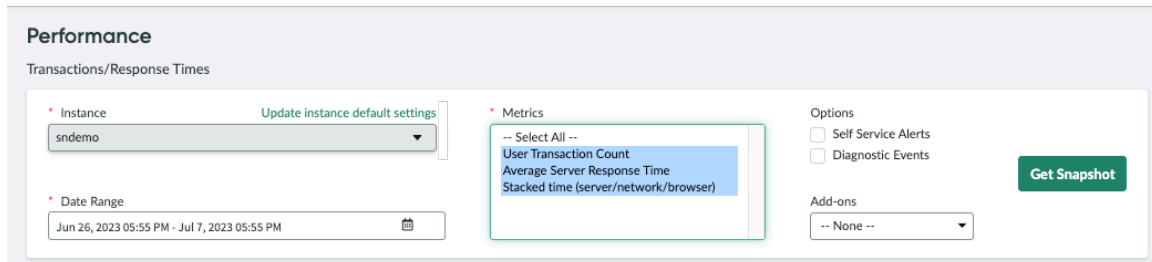 Performance
Transactions/Response Times
* Instance
Update instance default settings
sndemo
* Date Range
Jun 26, 2023 05:55 PM - Jul 7, 2023 05:55 PM
* Metrics
-- Select All --
User Transaction Count
Average Server Response Time
Stacked time (server/network/browser)
Options
Self Service Alerts
Diagnostic Events
Add-ons
-- None --
Get Snapshot